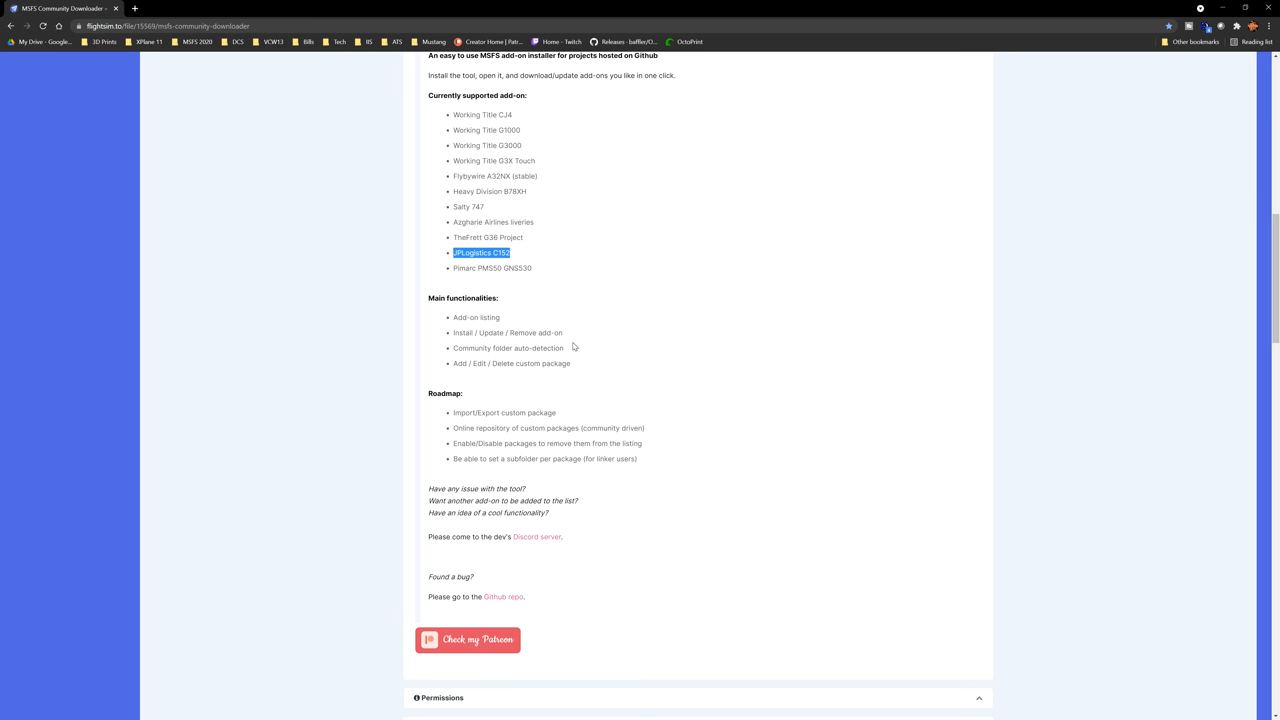 MSFS Community Downloader -
flightsim.to/file/15569/msfs-community-downloader
My Drive - Google...
3D Prints
XPlane 11
MSFS 2020
DCS
VCW13
Bills
Tech
IIS
ATS
Mustang
Creator Home | Patr...
Home - Twitch
Releases · baffler/O...
OctoPrint
Other bookmarks
Reading list
An easy to use MSFS add-on installer for projects hosted on Github
Install the tool, open it, and download/update add-ons you like in one click.
Currently supported add-on:
• Working Title CJ4
• Working Title G1000
• Working Title G3000
• Working Title G3X Touch
• Flybywire A32NX (stable)
• Heavy Division B78XH
• Salty 747
• Azgharie Airlines liveries
• TheFrett G36 Project
• JPLogistics C152
• Pimarc PMS50 GNS530
Main functionalities:
• Add-on listing
• Install / Update / Remove add-on
• Community folder auto-detection
• Add / Edit / Delete custom package
Roadmap:
• Import/Export custom package
• Online repository of custom packages (community driven)
• Enable/Disable packages to remove them from the listing
• Be able to set a subfolder per package (for linker users)
Have any issue with the tool?
Want another add-on to be added to the list?
Have an idea of a cool functionality?
Please come to the dev's Discord server.
Found a bug?
Please go to the Github repo.
Check my Patreon
Permissions